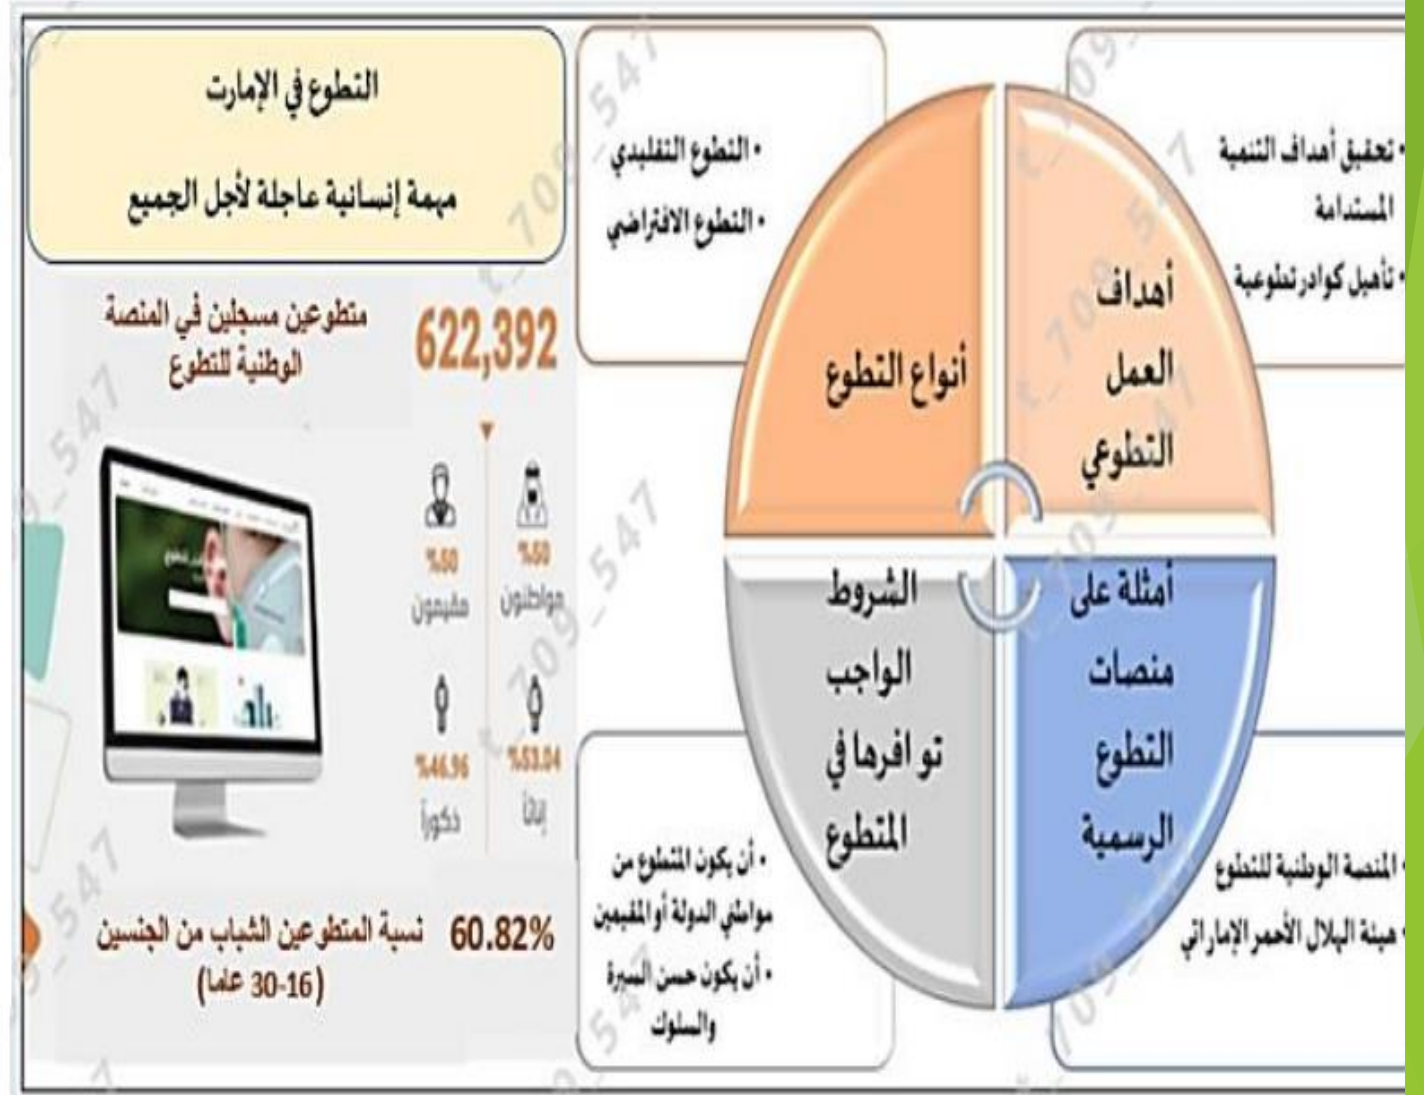 التطوع في الإمارت
مهمة إنسانية عاجلة لأجل الجميع
622,392
متطوعين مسجلين في المنصة
الوطنية للتطوع
%50
مواطنون
%50
مقيمون
%53.04
إناثاً
%46.96
ذكوراً
60.82% نسبة المتطوعين الشباب من الجنسين
(16-30 عاما)
أهداف
العمل
التطوعي
• تحقيق أهداف التنمية
المستدامة
• تأهيل كوادر تطوعية
أنواع التطوع
• التطوع التقليدي
• التطوع الافتراضي
أمثلة على
منصات
التطوع
الرسمية
• المنصة الوطنية للتطوع
• هيئة الهلال الأحمر الإماراتي
الشروط
الواجب
توافرها في
المتطوع
• أن يكون المتطوع من
مواطني الدولة أو المقيمين
• أن يكون حسن السيرة
والسلوك
t_709_547